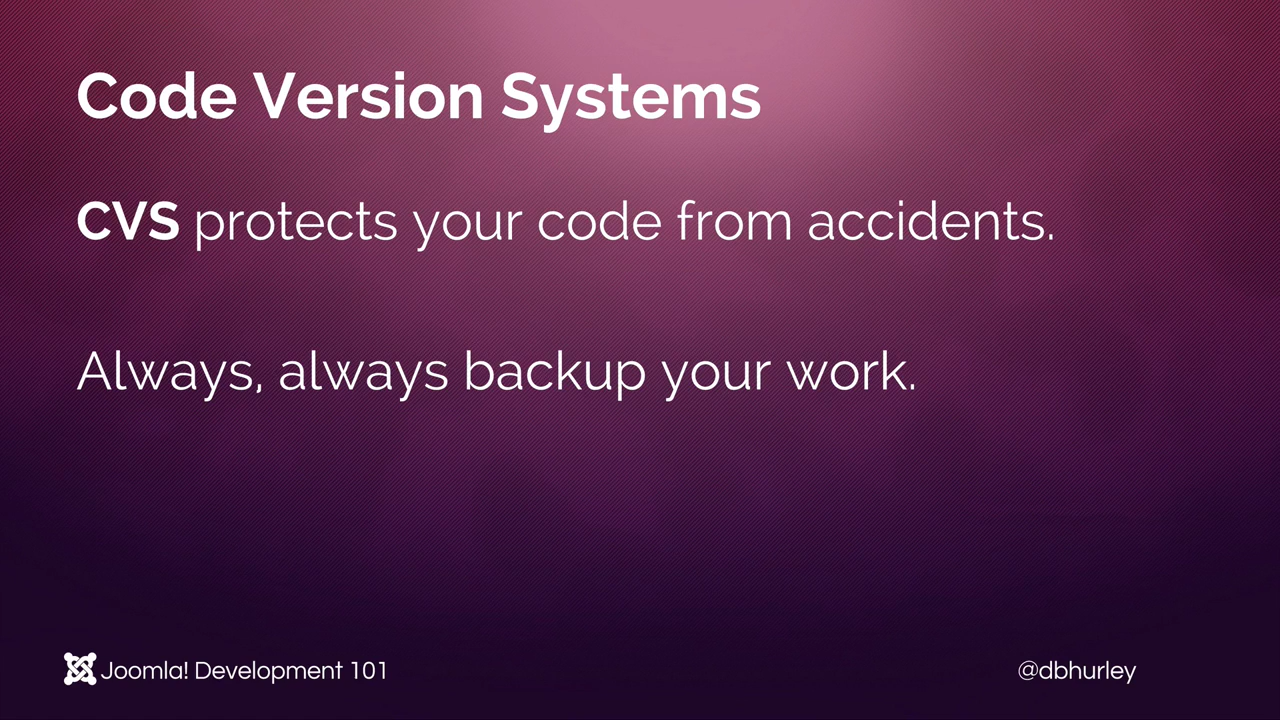 Code Version Systems
CVS protects your code from accidents.
Always, always backup your work.
Joomla! Development 101
@dbhurley